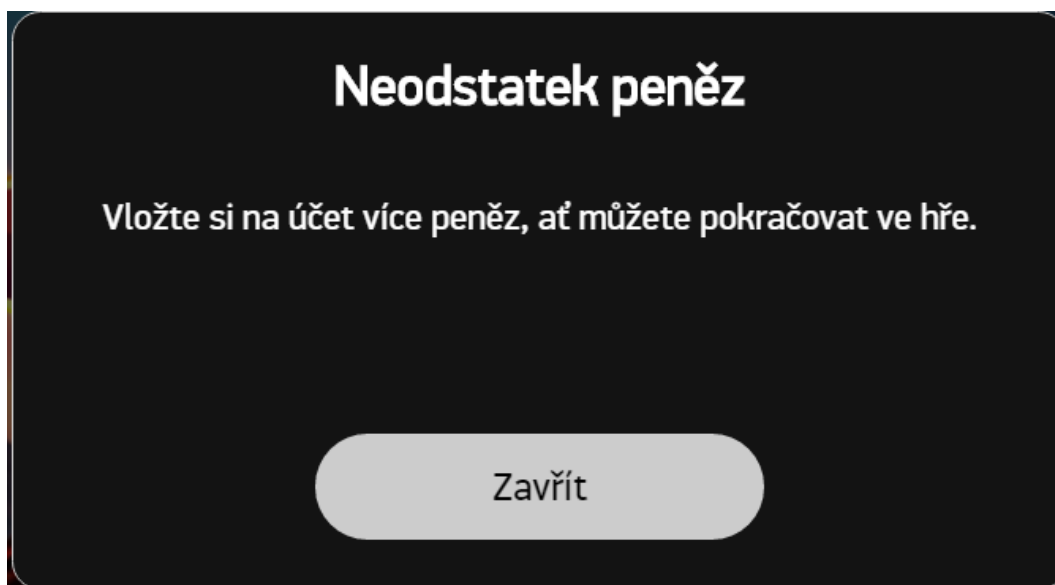 Neodstatek peněz
Vložte si na účet více peněz, ať můžete pokračovat ve hře.
Zavřít